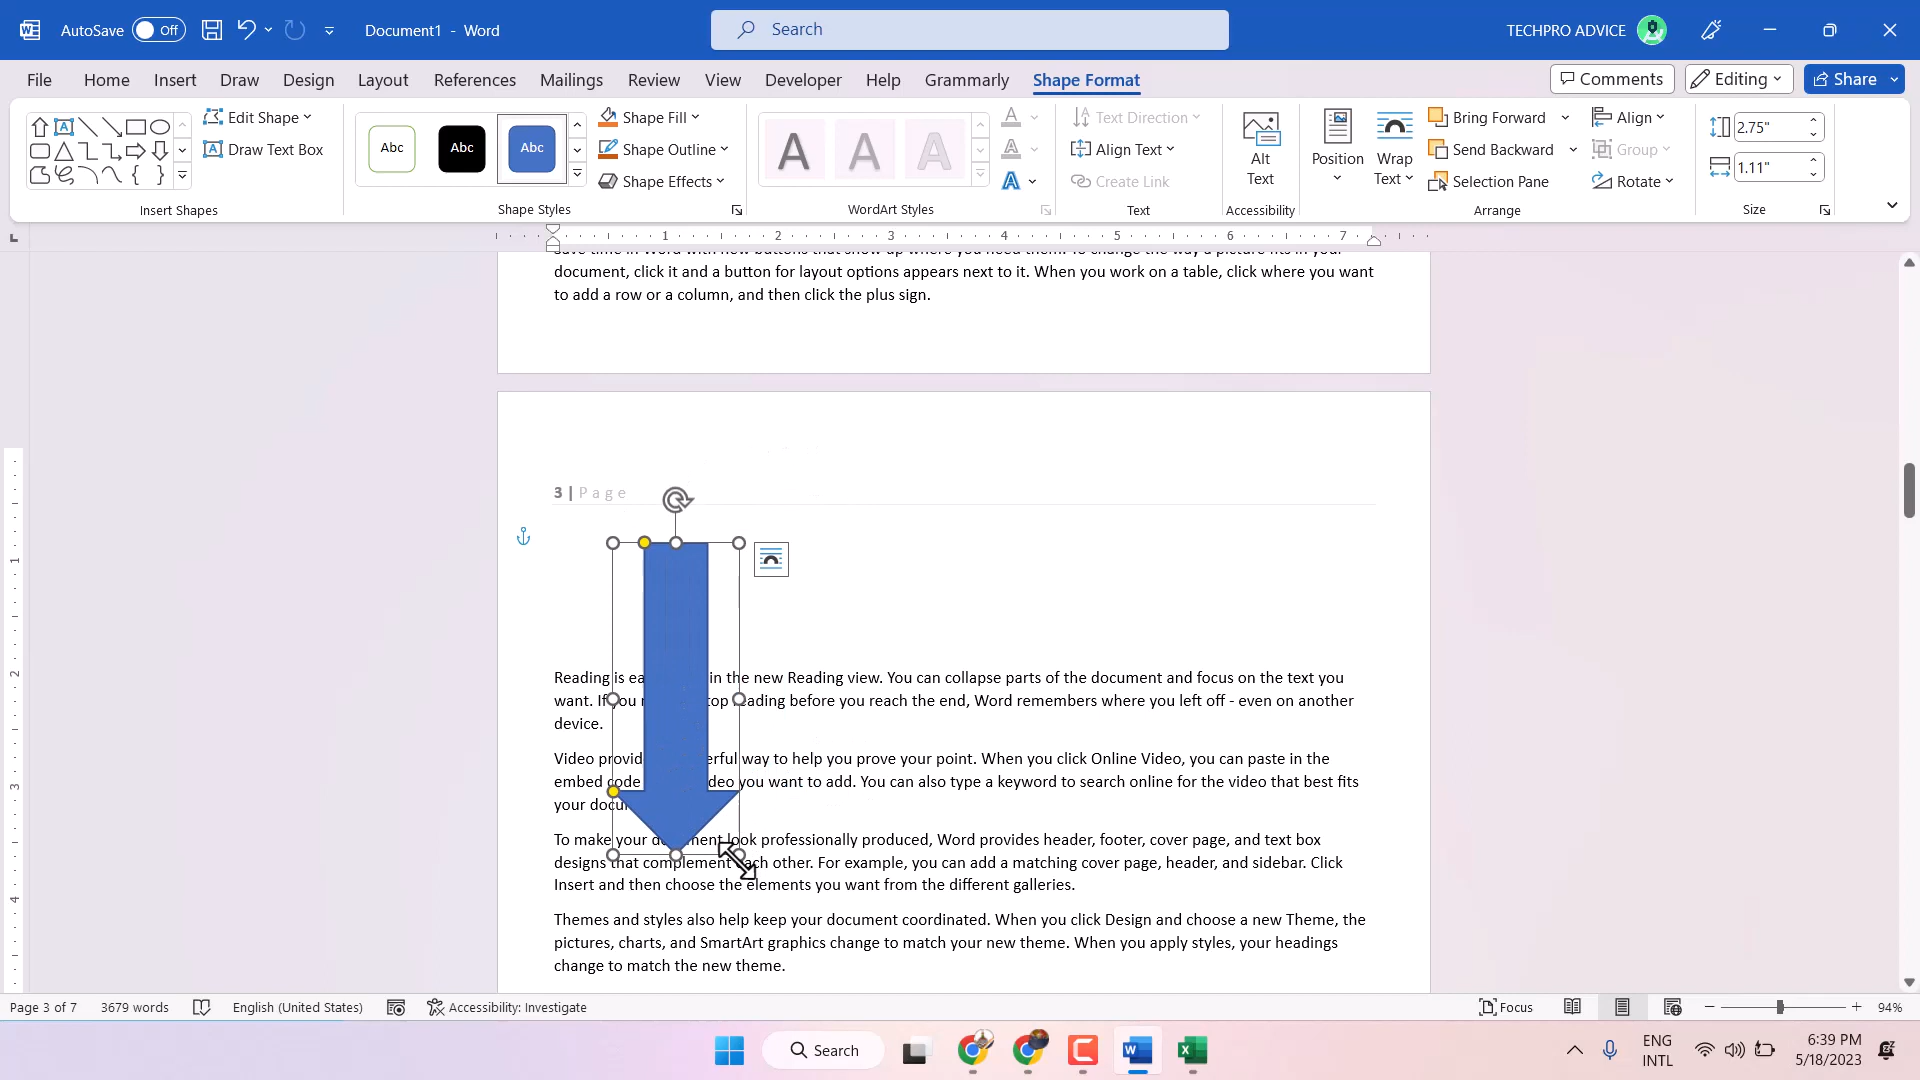 AutoSave Off Document1 - Word Search TECHPRO ADVICE
File Home Insert Draw Design Layout References Mailings Review View Developer Help Grammarly Shape Format Comments Editing Share
Edit Shape
Draw Text Box
Insert Shapes
Abc Abc Abc
Shape Fill
Shape Outline
Shape Effects
Shape Styles
A A A
WordArt Styles
Text Direction
Align Text
Create Link
Text
Alt Text
Accessibility
Position
Wrap Text
Bring Forward
Send Backward
Selection Pane
Align
Group
Rotate
Arrange
2.75"
1.11"
Size
1 2 3 4 5 6 7
document, click it and a button for layout options appears next to it. When you work on a table, click where you want
to add a row or a column, and then click the plus sign.
3 | Page
Reading is ea in the new Reading view. You can collapse parts of the document and focus on the text you
want. If you top reading before you reach the end, Word remembers where you left off - even on another
device.
Video provid erful way to help you prove your point. When you click Online Video, you can paste in the
embed code deo you want to add. You can also type a keyword to search online for the video that best fits
your docu
To make your document look professionally produced, Word provides header, footer, cover page, and text box
designs that complement each other. For example, you can add a matching cover page, header, and sidebar. Click
Insert and then choose the elements you want from the different galleries.
Themes and styles also help keep your document coordinated. When you click Design and choose a new Theme, the
pictures, charts, and SmartArt graphics change to match your new theme. When you apply styles, your headings
change to match the new theme.
1
2
3
4
Page 3 of 7 3679 words English (United States) Accessibility: Investigate Focus 94%
Search ENG INTL 6:39 PM 5/18/2023